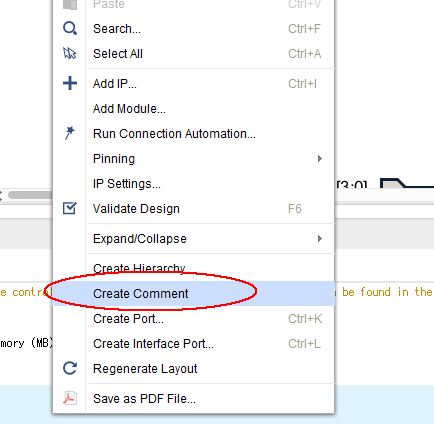 Paste Ctrl+V
Search... Ctrl+F
Select All Ctrl+A
Add IP... Ctrl+I
Add Module...
Run Connection Automation...
Pinning
IP Settings...
[3:0]
Validate Design F6
Expand/Collapse
Create Hierarchy
e contro
Create Comment
n be found in the
Create Port... Ctrl+K
mory (MB)
Create Interface Port... Ctrl+L
Regenerate Layout
Save as PDF File...